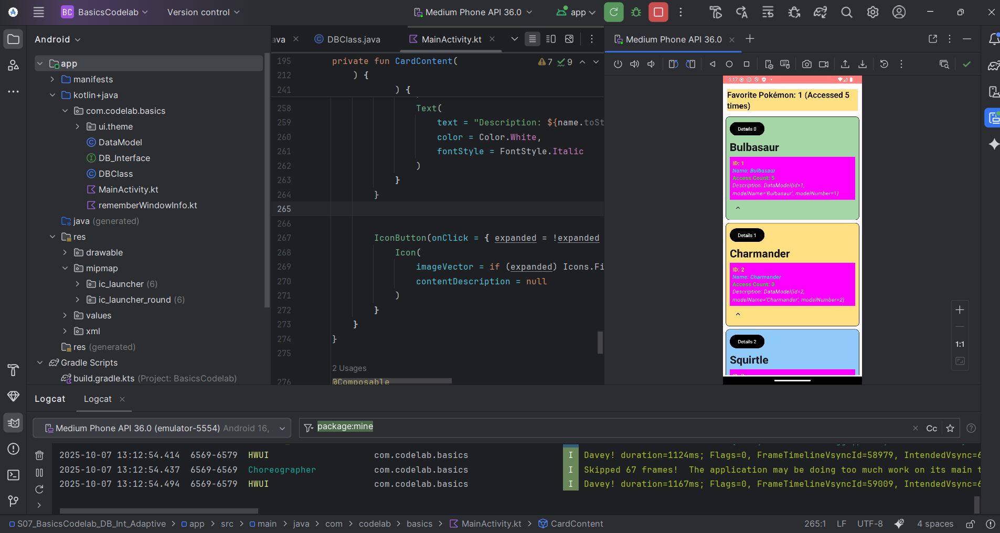 BC BasicsCodelab
Version control
Medium Phone API 36.0
app
Android
ava
DBClass.java
MainActivity.kt
Medium Phone API 36.0
app
manifests
kotlin+java
com.codelab.basics
ui.theme
DataModel
DB_Interface
DBClass
MainActivity.kt
rememberWindowInfo.kt
java (generated)
res
drawable
mipmap
ic_launcher (6)
ic_launcher_round (6)
values
xml
res (generated)
Gradle Scripts
build.gradle.kts (Project: BasicsCodelab)
195 private fun CardContent(
7 9
212 ) {
241 ) {
258 Text(
259 text = "Description: ${name.toSt
260 color = Color.White,
261 fontStyle = FontStyle.Italic
262 )
263 }
264 }
265
266
267 IconButton(onClick = { expanded = !expanded
268 Icon(
269 imageVector = if (expanded) Icons.Fi
270 contentDescription = null
271 )
272 }
273 }
274 }
275
2 Usages
276 @Composable
1:17
Favorite Pokémon: 1 (Accessed 5
times)
Details 0
Bulbasaur
ID: 1
Name: Bulbasaur
Access Count: 5
Description: DataModel{id=1,
modelName='Bulbasaur', modelNumber=1}
Details 1
Charmander
ID: 2
Name: Charmander
Access Count: 0
Description: DataModel{id=2,
modelName='Charmander', modelNumber=2}
Details 2
Squirtle
1:1
Logcat
Logcat
Medium Phone API 36.0 (emulator-5554) Android 16,
package:mine
Cc
2025-10-07 13:12:54.414 6569-6579 HWUI com.codelab.basics I Davey! duration=1124ms; Flags=0, FrameTimelineVsyncId=58979, IntendedVsync=6
2025-10-07 13:12:54.437 6569-6569 Choreographer com.codelab.basics I Skipped 67 frames! The application may be doing too much work on its main t
2025-10-07 13:12:54.494 6569-6579 HWUI com.codelab.basics I Davey! duration=1167ms; Flags=0, FrameTimelineVsyncId=59009, IntendedVsync=6
S07_BasicsCodelab_DB_Int_Adaptive > app > src > main > java > com > codelab > basics > MainActivity.kt > CardContent
265:1 LF UTF-8 4 spaces